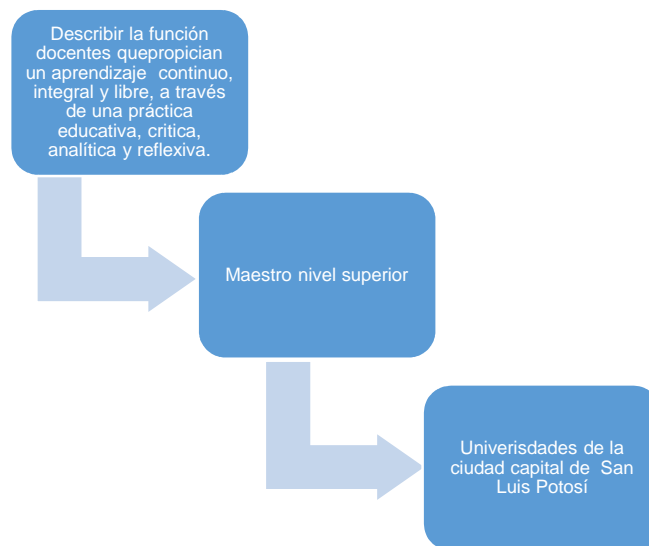 Describir la función
docentes quepropician
un aprendizaje continuo,
integral y libre, a través
de una práctica
educativa, critica,
analítica y reflexiva.
Maestro nivel superior
Univerisdades de la
ciudad capital de San
Luis Potosí